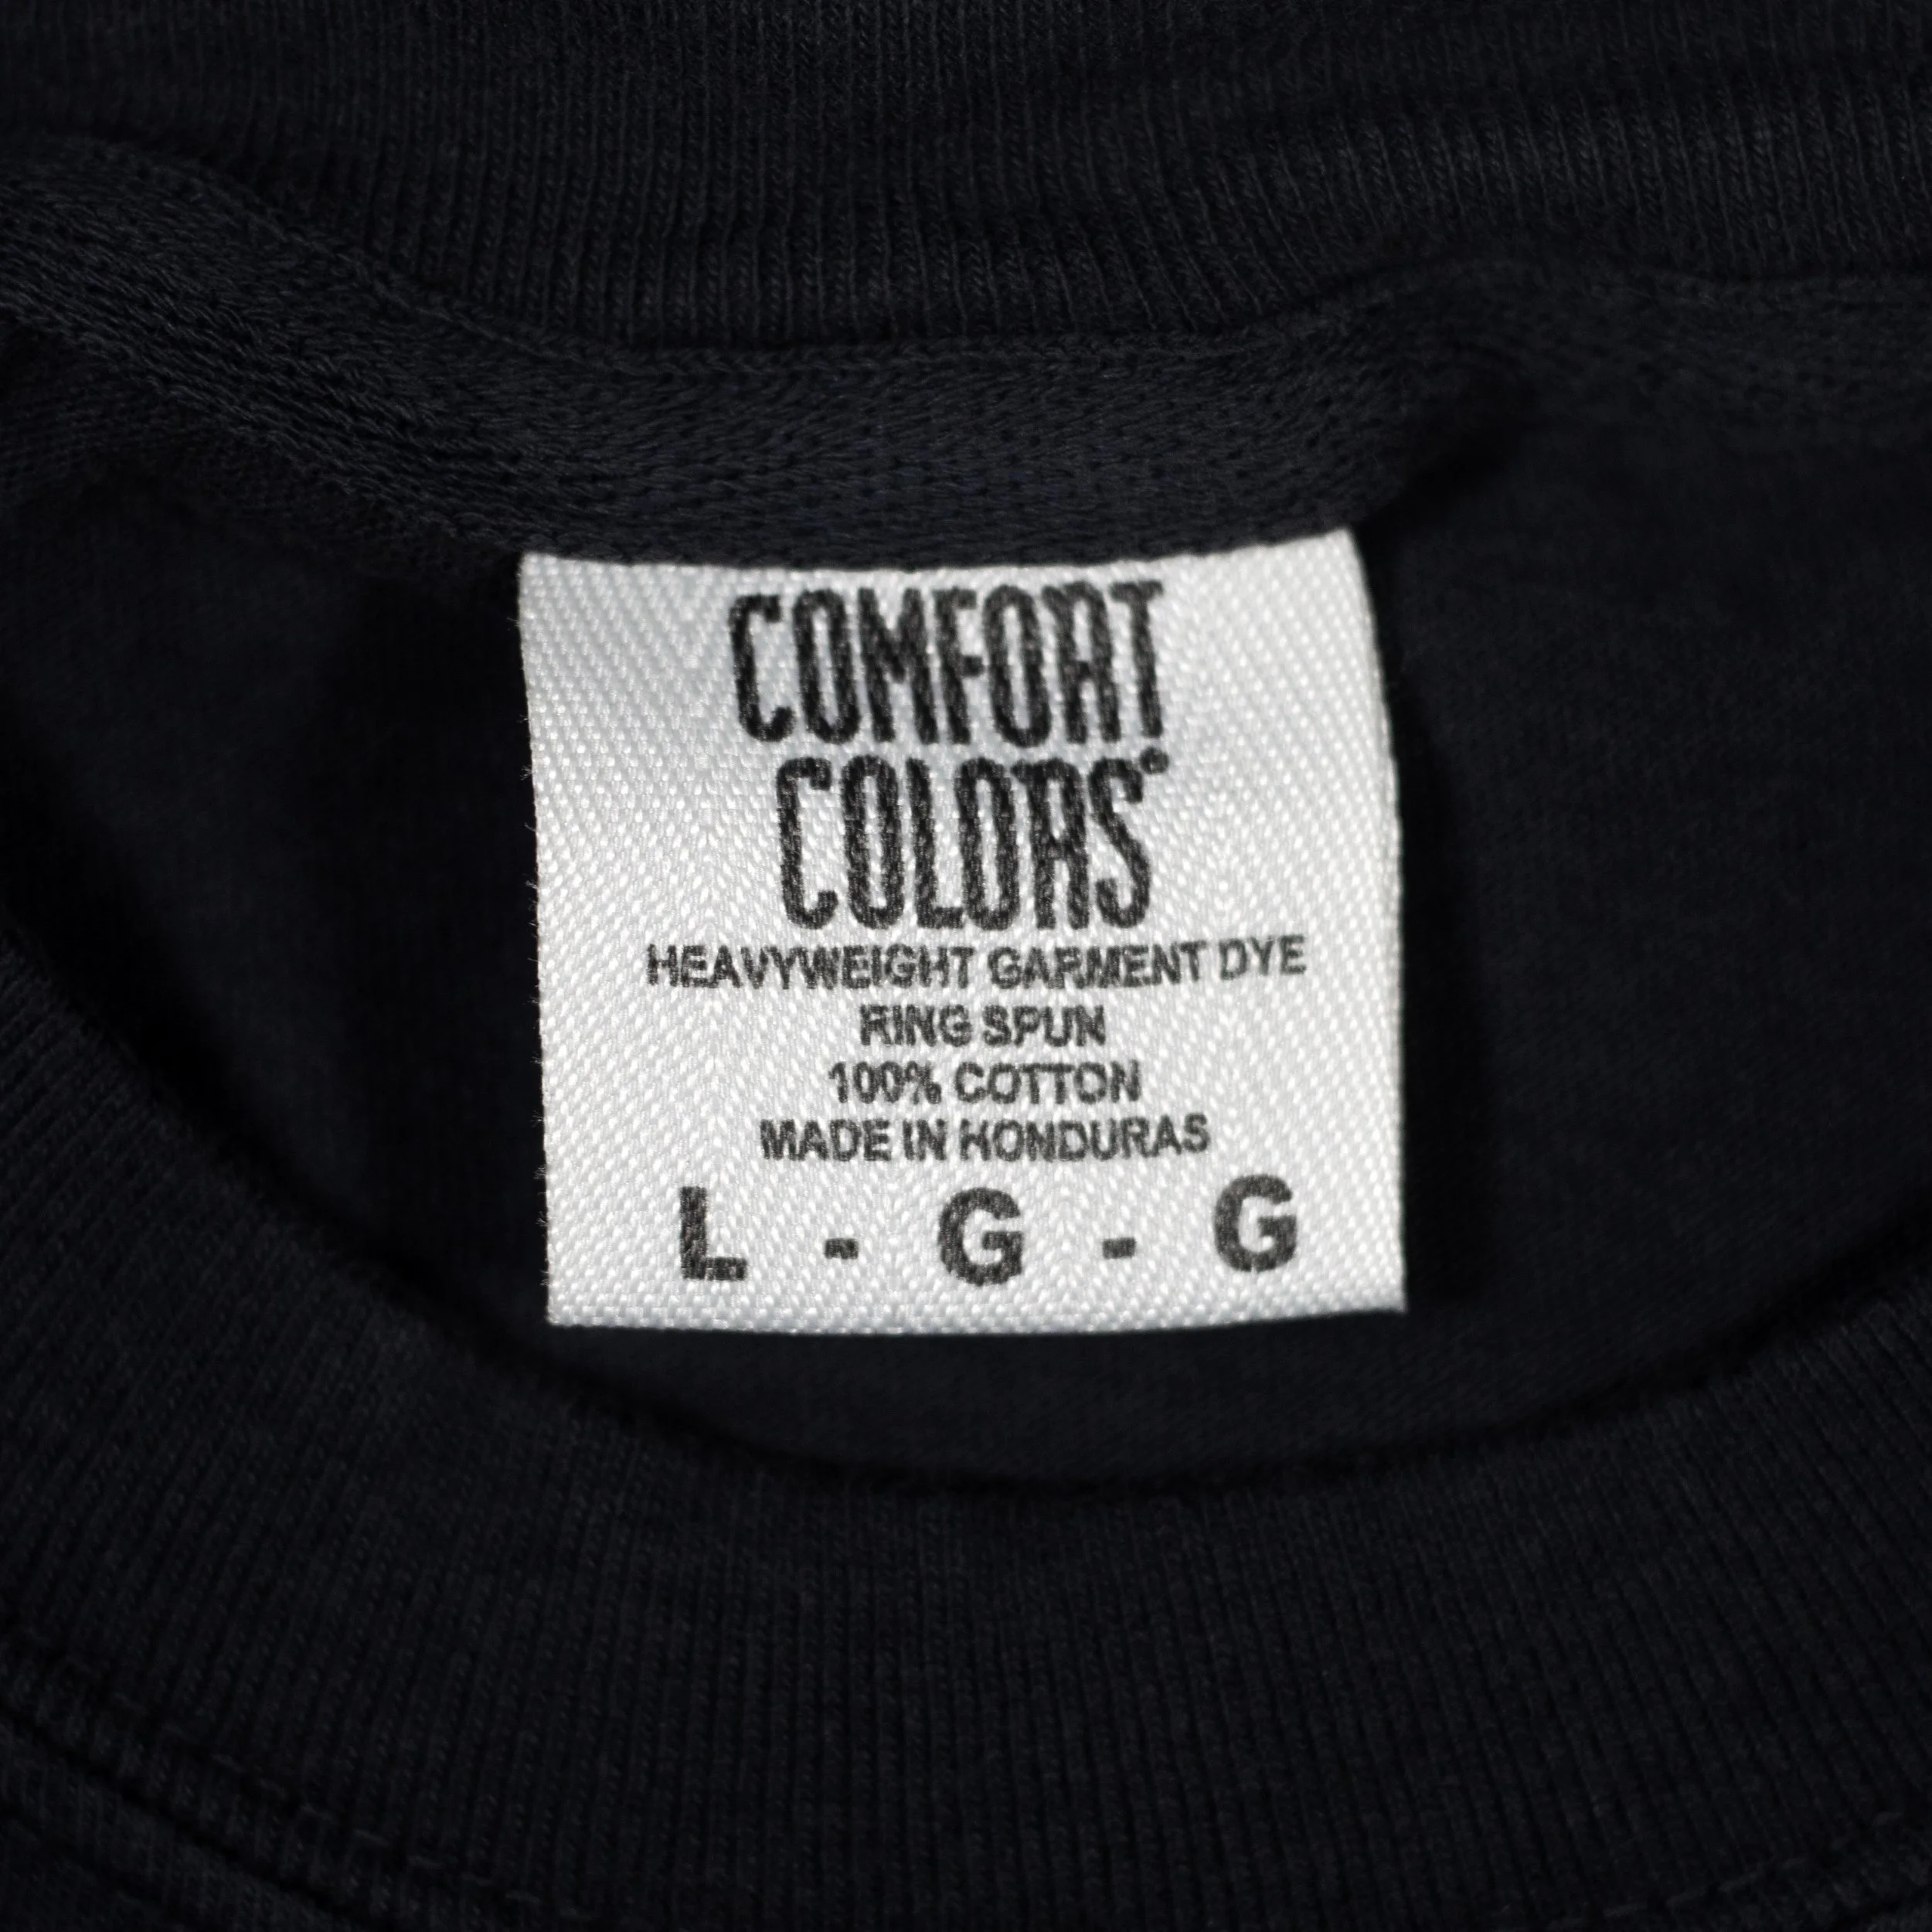 COMFORT
COLORS®
HEAVYWEIGHT GARMENT DYE
RING SPUN
100% COTTON
MADE IN HONDURAS
L - G - G